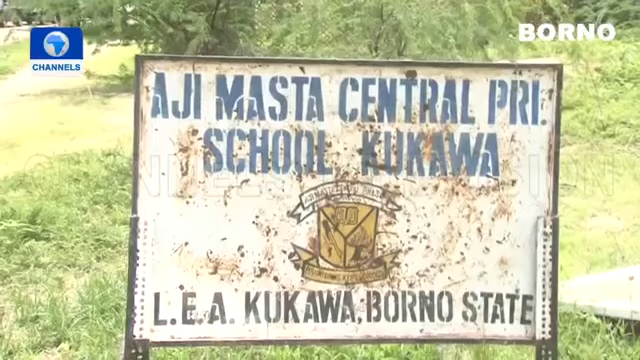 CHANNELS
BORNO
AJI MASTA CENTRAL PRI.
SCHOOL KUKAWA
L.E.A. KUKAWA, BORNO STATE